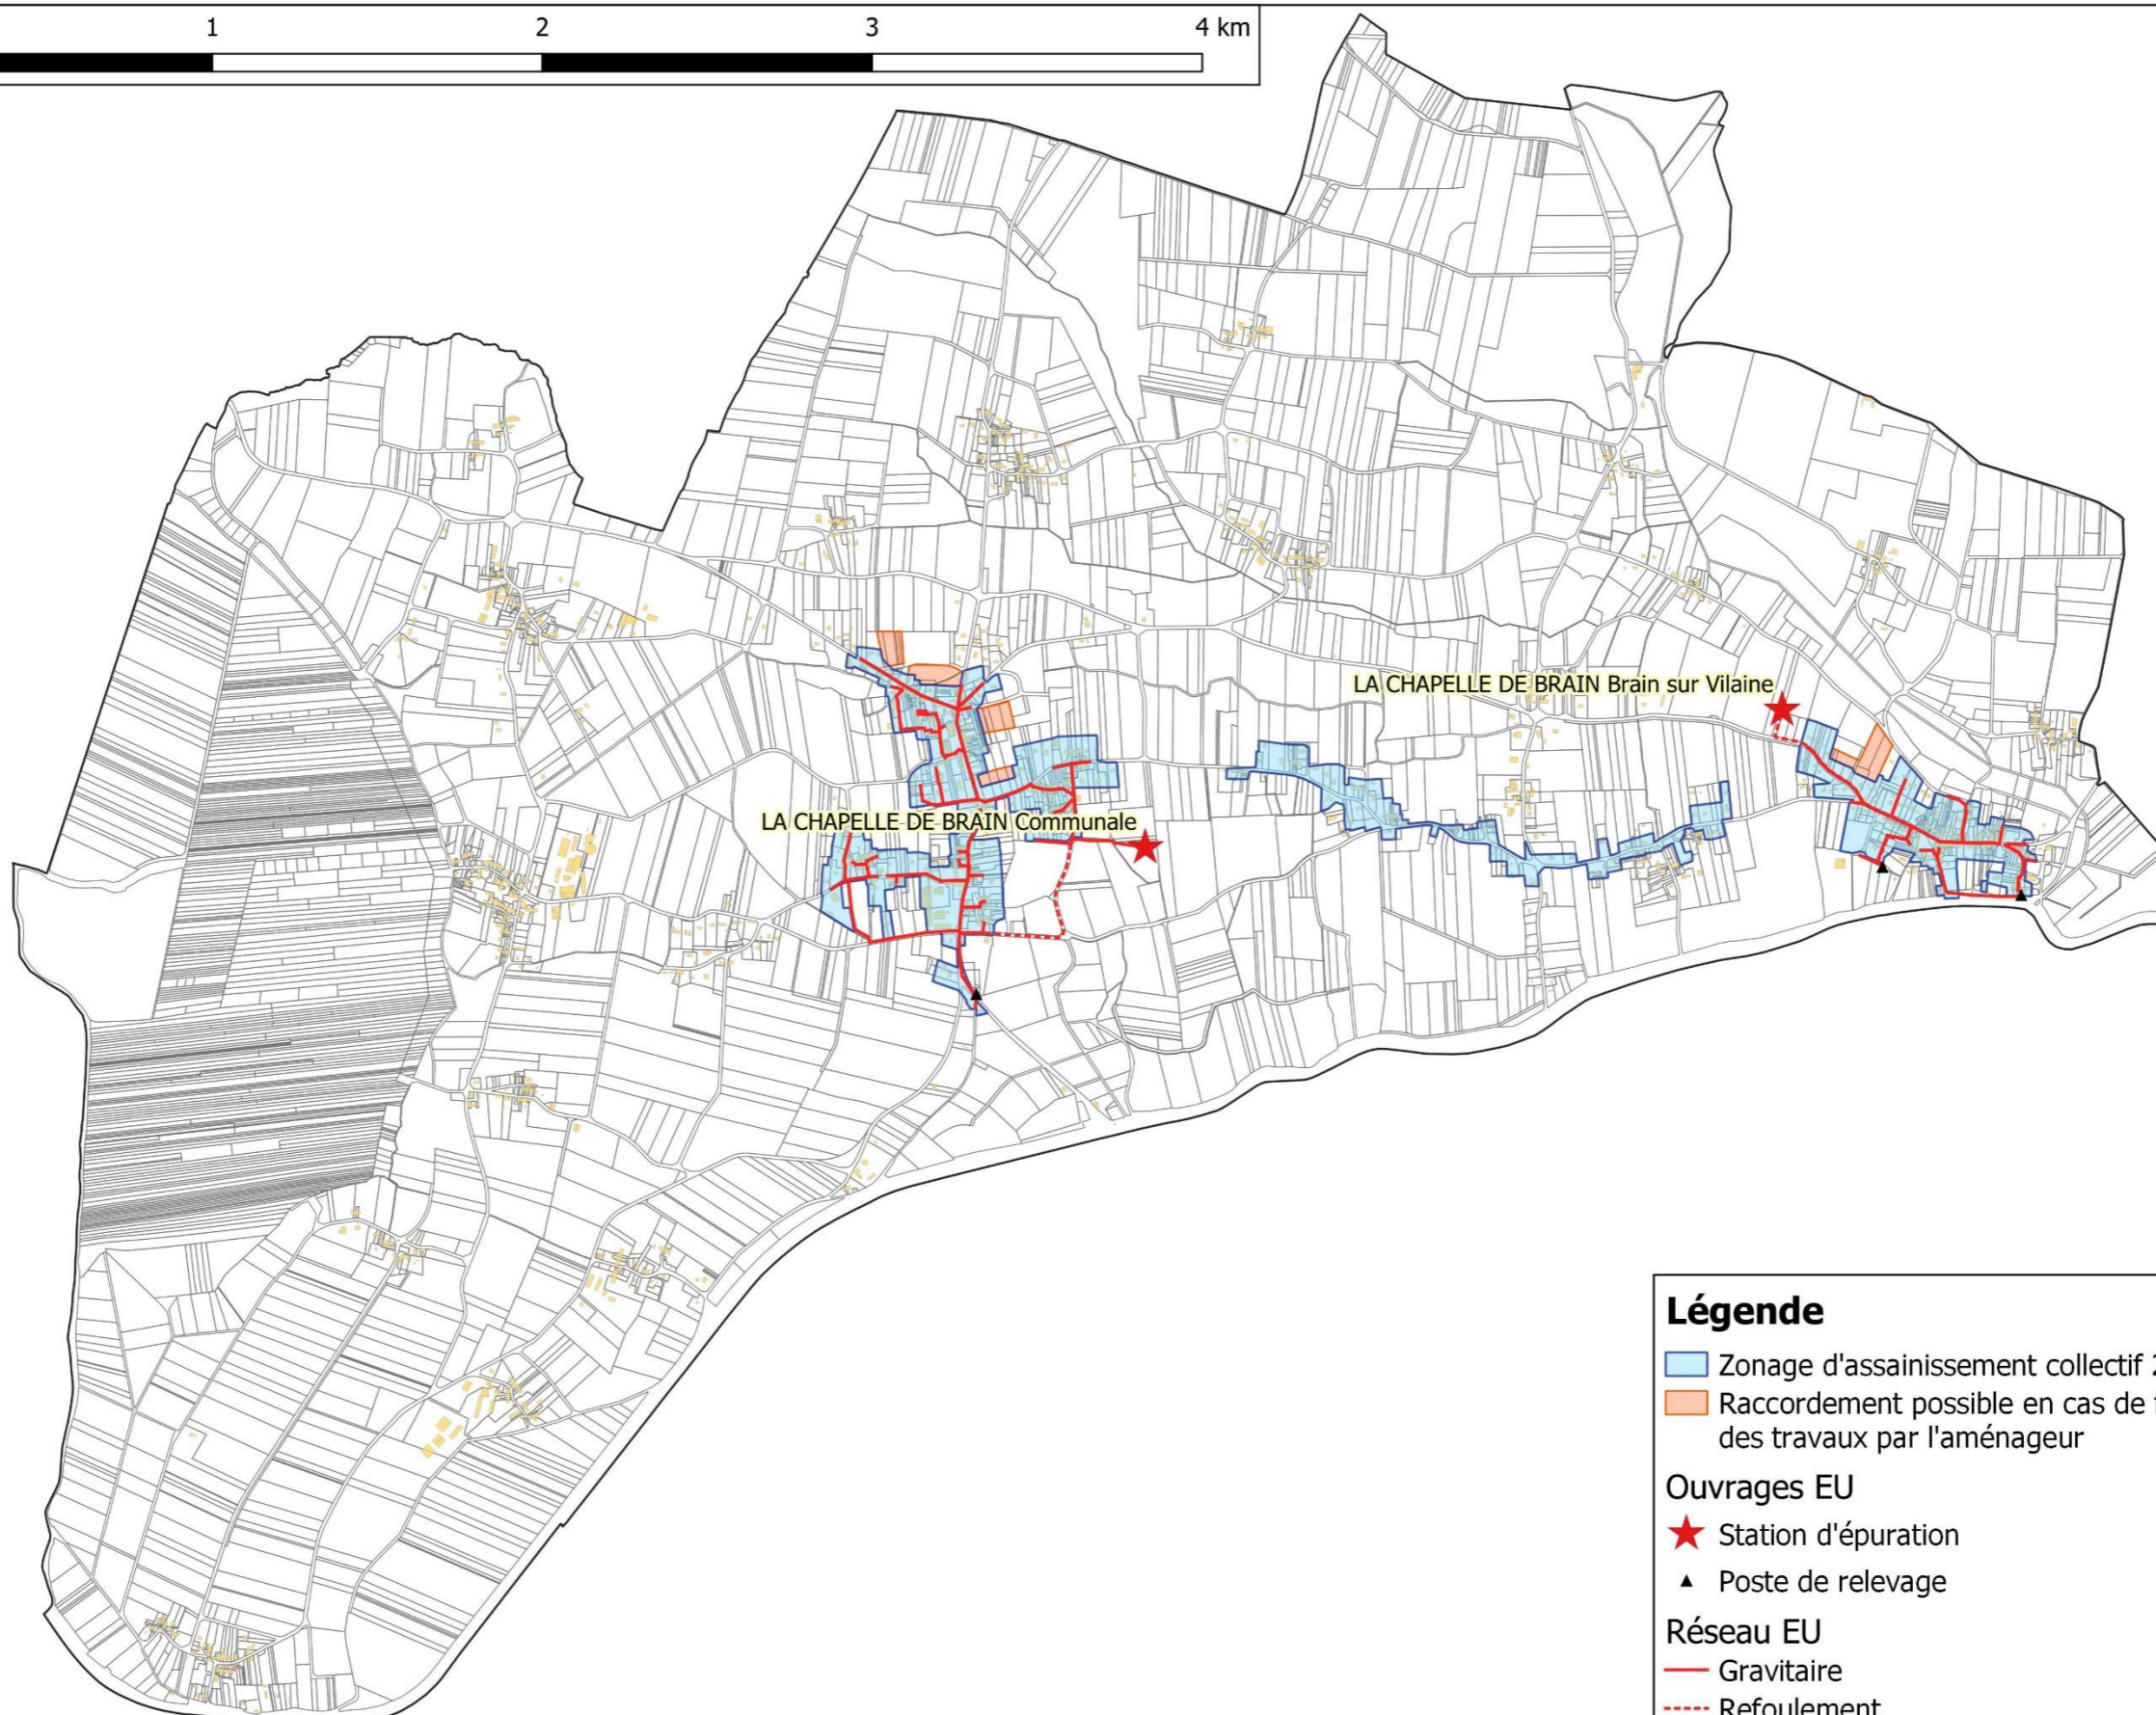 1 2 3 4 km
LA CHAPELLE DE BRAIN Brain sur Vilaine
LA CHAPELLE DE BRAIN Communale
Légende
Zonage d'assainissement collectif
Raccordement possible en cas de
des travaux par l'aménageur
Ouvrages EU
Station d'épuration
Poste de relevage
Réseau EU
Gravitaire
Refoulement